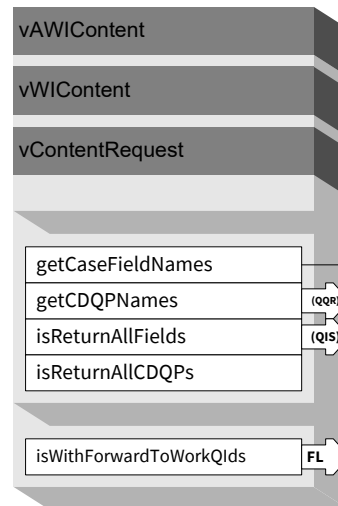 vAWIContent
vWIContent
vContentRequest
getCaseFieldNames
getCDQPNames (QQR)
isReturnAllFields (QIS)
isReturnAllCDQPs
isWithForwardToWorkQIds FL